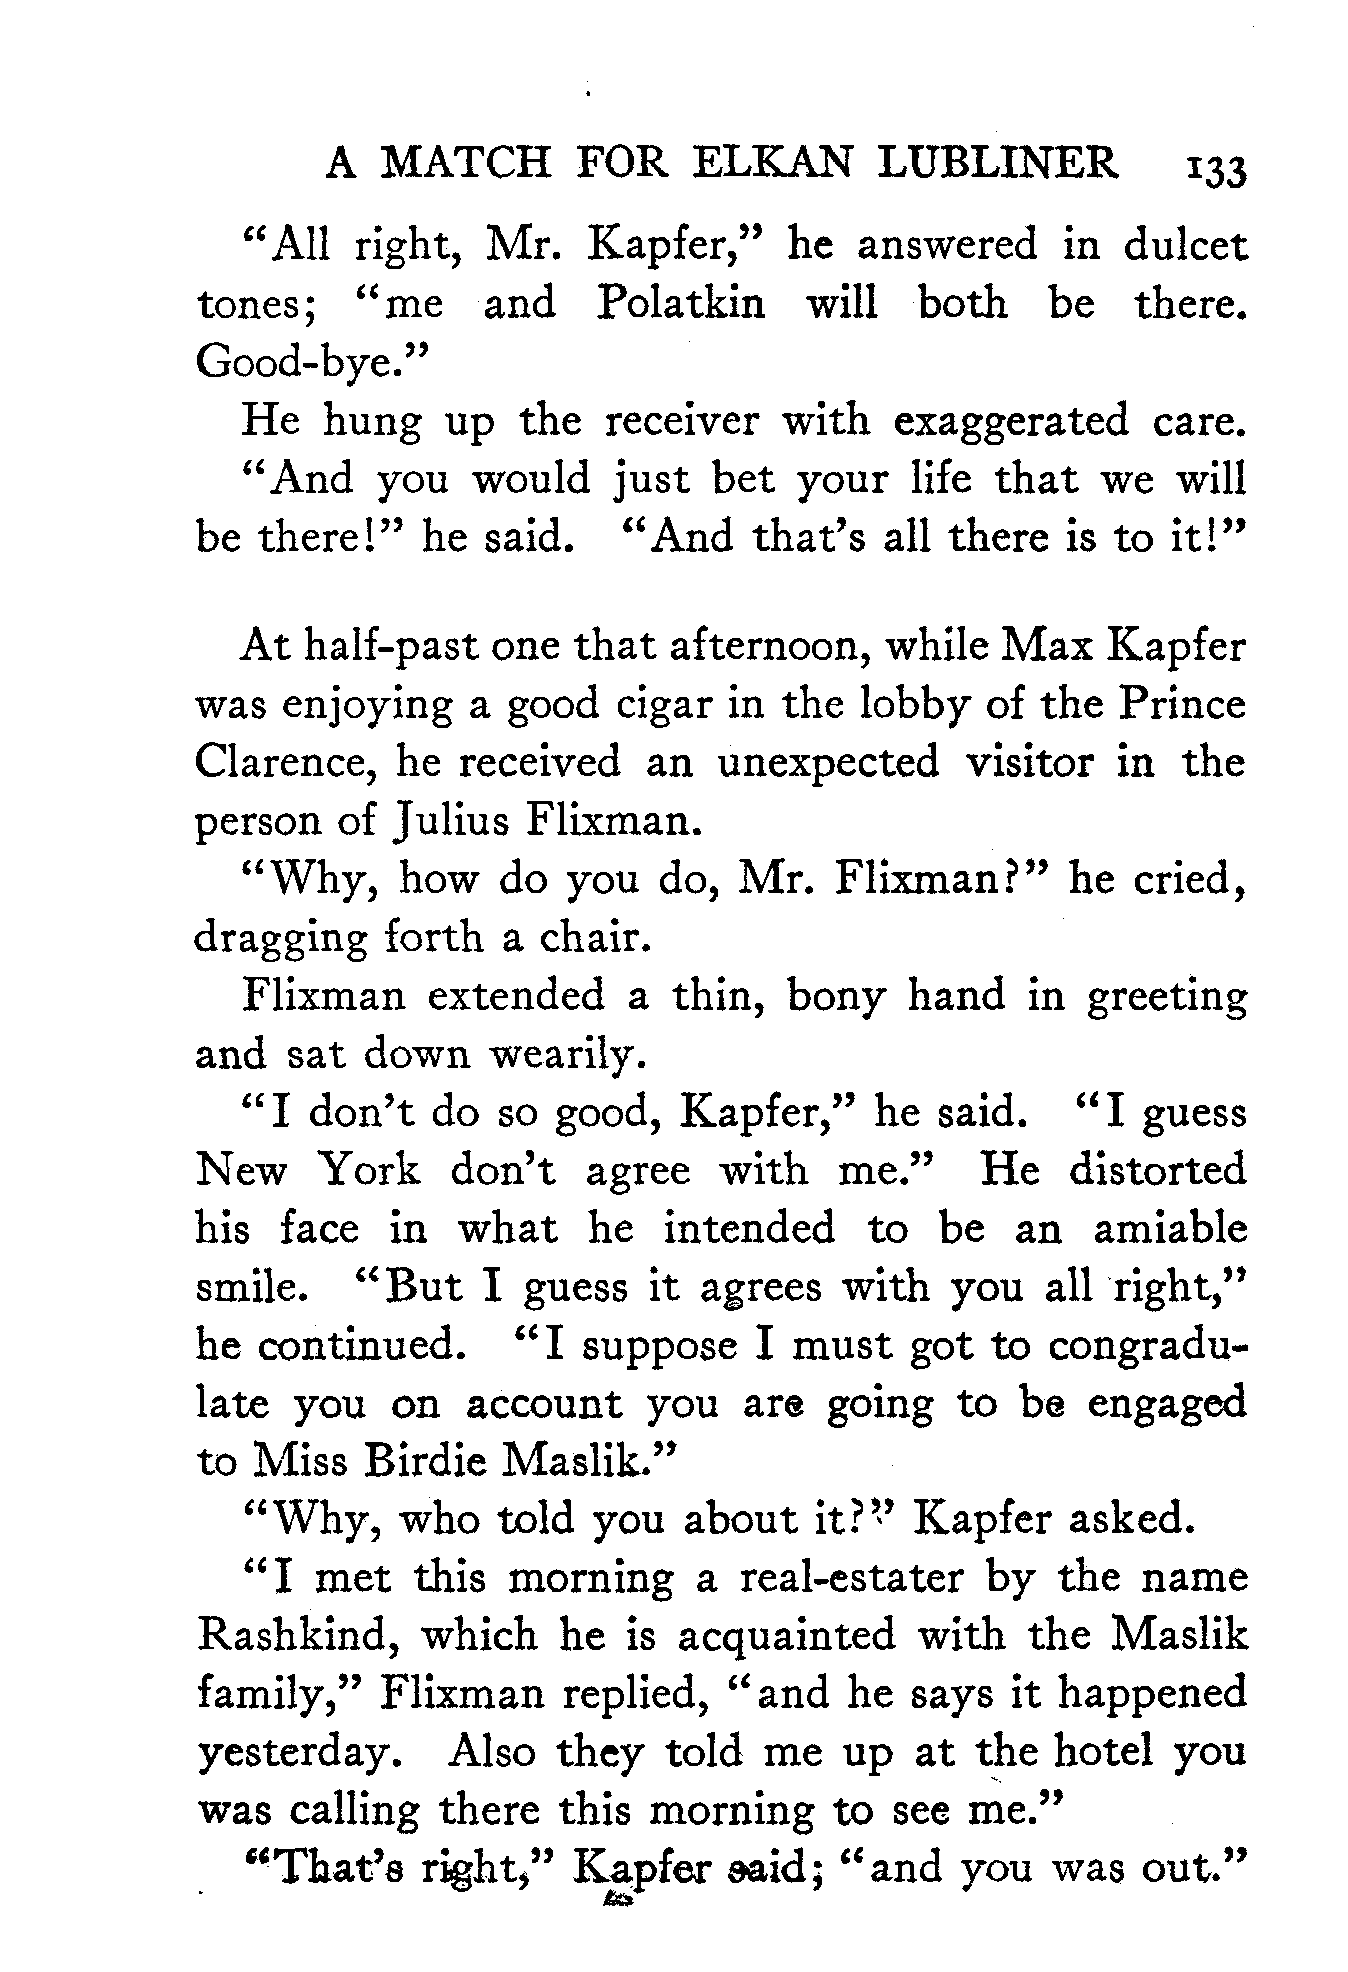 A MATCH FOR ELKAN LUBLINER 133
“All right, Mr. Kapfer,” he answered in dulcet
tones; “me and Polatkin will both be there.
Good-bye.”
He hung up the receiver with exaggerated care.
“And you would just bet your life that we will
be there!” he said. “And that’s all there is to it!”
At half-past one that afternoon, while Max Kapfer
was enjoying a good cigar in the lobby of the Prince
Clarence, he received an unexpected visitor in the
person of Julius Flixman.
“Why, how do you do, Mr. Flixman?” he cried,
dragging forth a chair.
Flixman extended a thin, bony hand in greeting
and sat down wearily.
“I don’t do so good, Kapfer,” he said. “I guess
New York don’t agree with me.” He distorted
his face in what he intended to be an amiable
smile. “But I guess it agrees with you all right,”
he continued. “I suppose I must got to congradu-
late you on account you are going to be engaged
to Miss Birdie Maslik.”
“Why, who told you about it?” Kapfer asked.
“I met this morning a real-estater by the name
Rashkind, which he is acquainted with the Maslik
family,” Flixman replied, “and he says it happened
yesterday. Also they told me up at the hotel you
was calling there this morning to see me.”
“That’s right,” Kapfer said; “and you was out.”